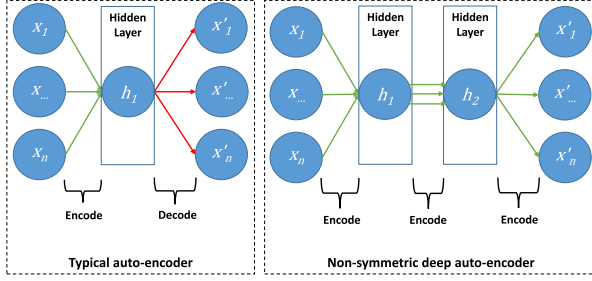 Hidden
Layer
X1
X...
Xn
h1
X'1
X'...
X'n
Encode
Decode
Typical auto-encoder
Hidden
Layer
Hidden
Layer
X1
X...
Xn
h1
h2
X'1
X'...
X'n
Encode
Encode
Encode
Non-symmetric deep auto-encoder